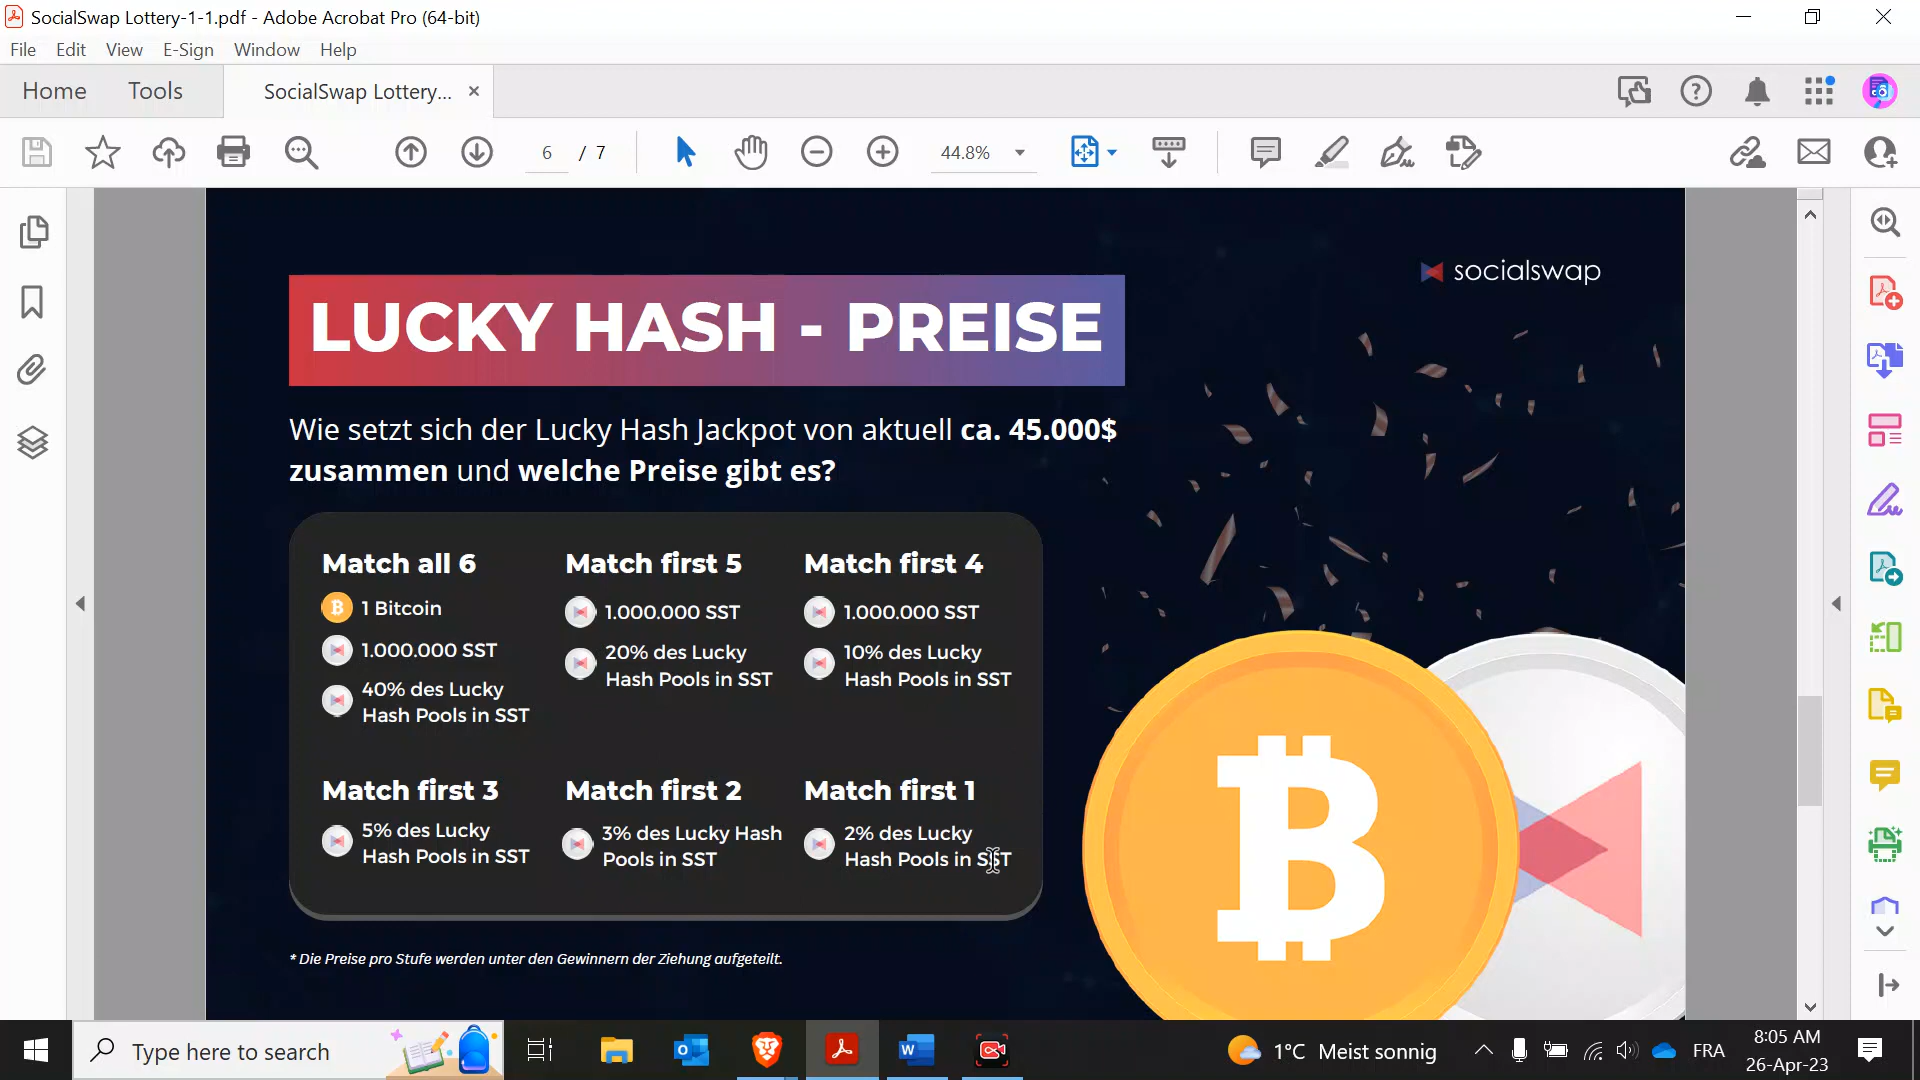 SocialSwap Lottery-1-1.pdf - Adobe Acrobat Pro (64-bit)
File Edit View E-Sign Window Help
Home Tools SocialSwap Lottery... ×
6 / 7 44.8%
socialswap
LUCKY HASH - PREISE
Wie setzt sich der Lucky Hash Jackpot von aktuell ca. 45.000$
zusammen und welche Preise gibt es?
Match all 6
1 Bitcoin
1.000.000 SST
40% des Lucky
Hash Pools in SST
Match first 5
1.000.000 SST
20% des Lucky
Hash Pools in SST
Match first 4
1.000.000 SST
10% des Lucky
Hash Pools in SST
Match first 3
5% des Lucky
Hash Pools in SST
Match first 2
3% des Lucky Hash
Pools in SST
Match first 1
2% des Lucky
Hash Pools in SST
* Die Preise pro Stufe werden unter den Gewinnern der Ziehung aufgeteilt.
Type here to search
1°C Meist sonnig
FRA
8:05 AM
26-Apr-23